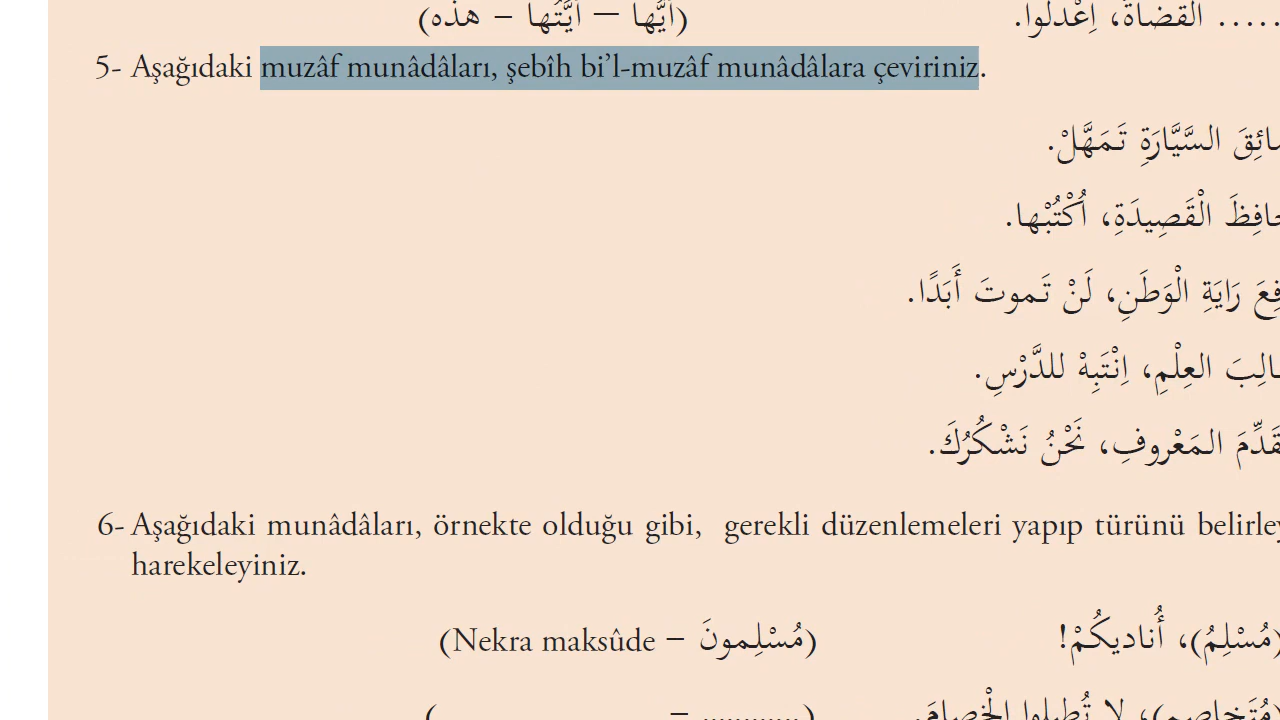 ..... القضاة، اِعْدلوا. (أيّها – أيّتها – هذه)
5- Aşağıdaki muzâf munâdâları, şebîh bi’l-muzâf munâdâlara çeviriniz.
السَّيَّارَةِ تَمَهَّلْ.
الْقَصِيدَةِ، اُكْتُبْها.
رَايَةِ الْوَطَنِ، لَنْ تَموتَ أَبَدًا.
العِلْمِ، اِنْتَبِهْ للدَّرْسِ.
المَعْروفِ، نَحْنُ نَشْكُرُكَ.
6- Aşağıdaki munâdâları, örnekte olduğu gibi, gerekli düzenlemeleri yapıp türünü
harekeleyiniz.
(مُسْلِمُ)، أُناديكُمْ! (مُسْلِمونَ – Nekra maksûde)
لا تُطيلوا الْخِصامَ. (........... –